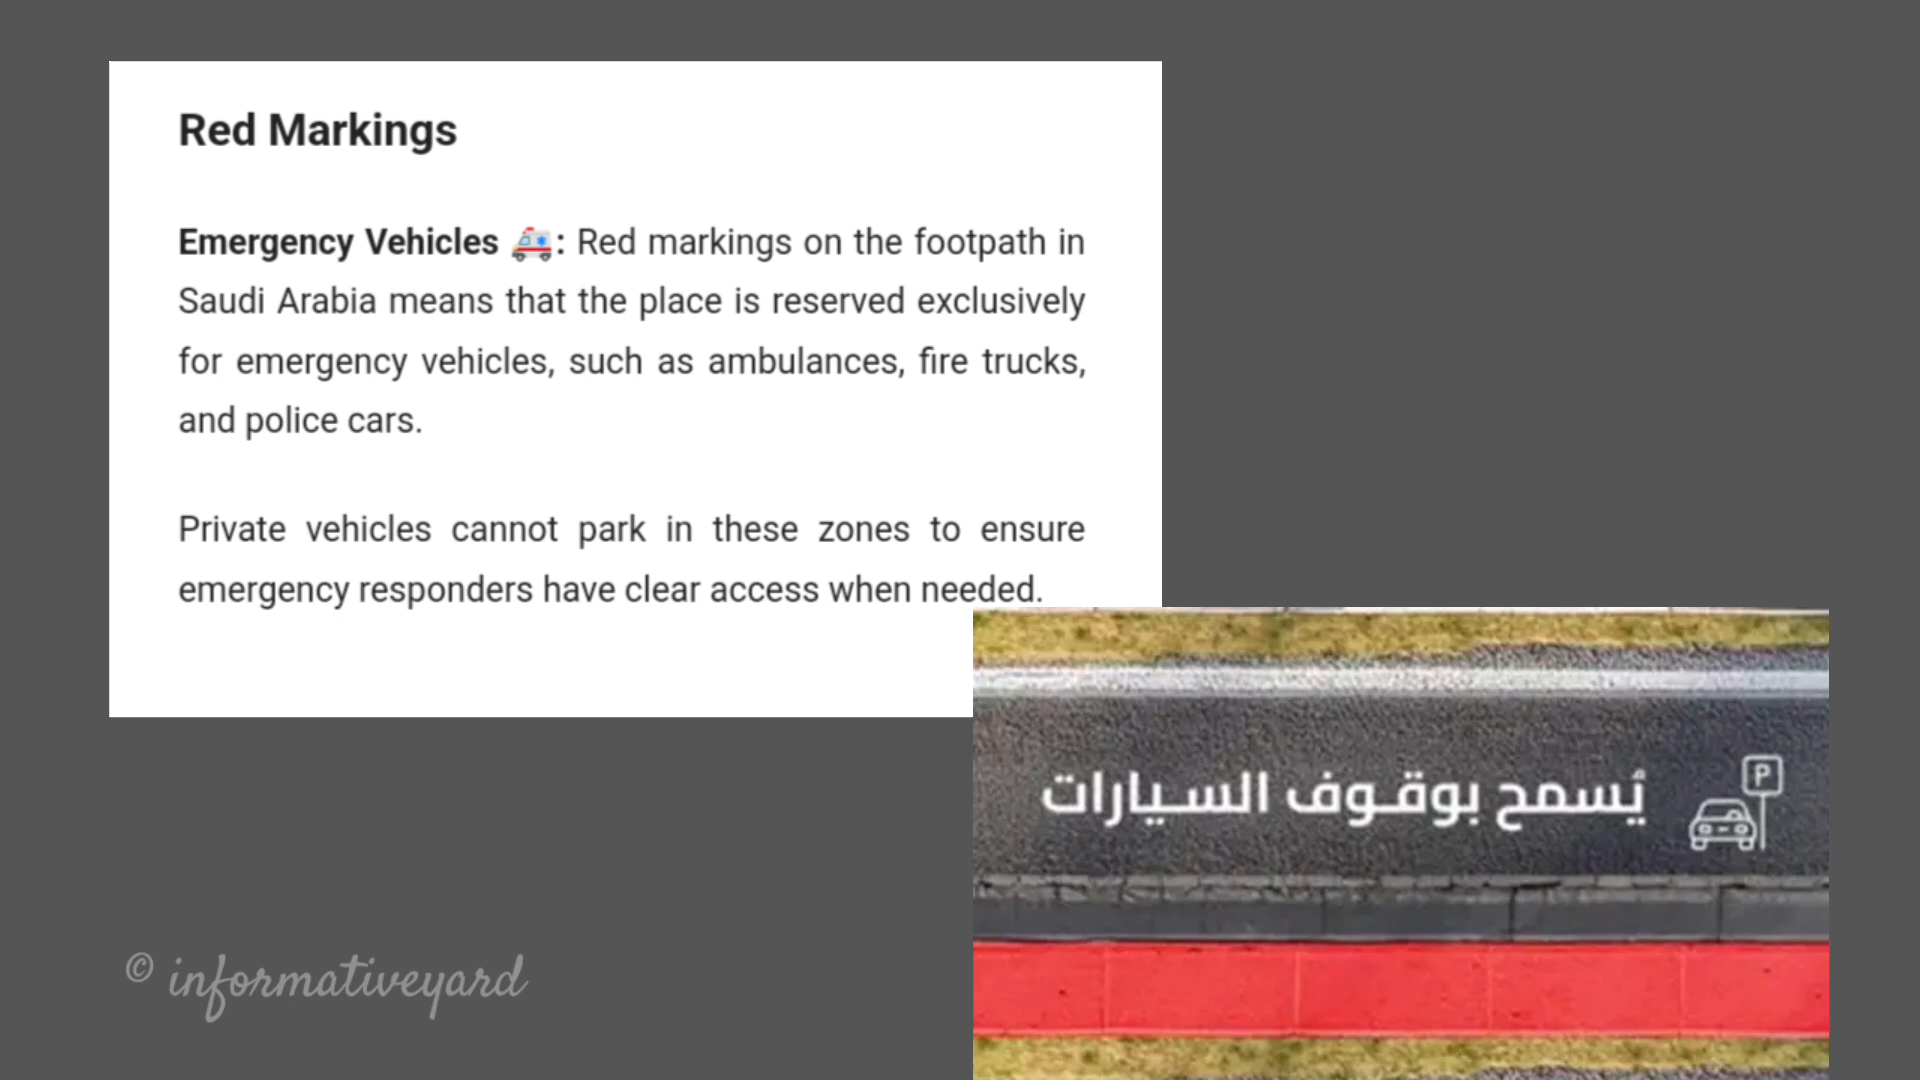 Red Markings
Emergency Vehicles 🚑: Red markings on the footpath in
Saudi Arabia means that the place is reserved exclusively
for emergency vehicles, such as ambulances, fire trucks,
and police cars.
Private vehicles cannot park in these zones to ensure
emergency responders have clear access when needed.
يُسمح بوقوف السيارات
P
© informativeyard